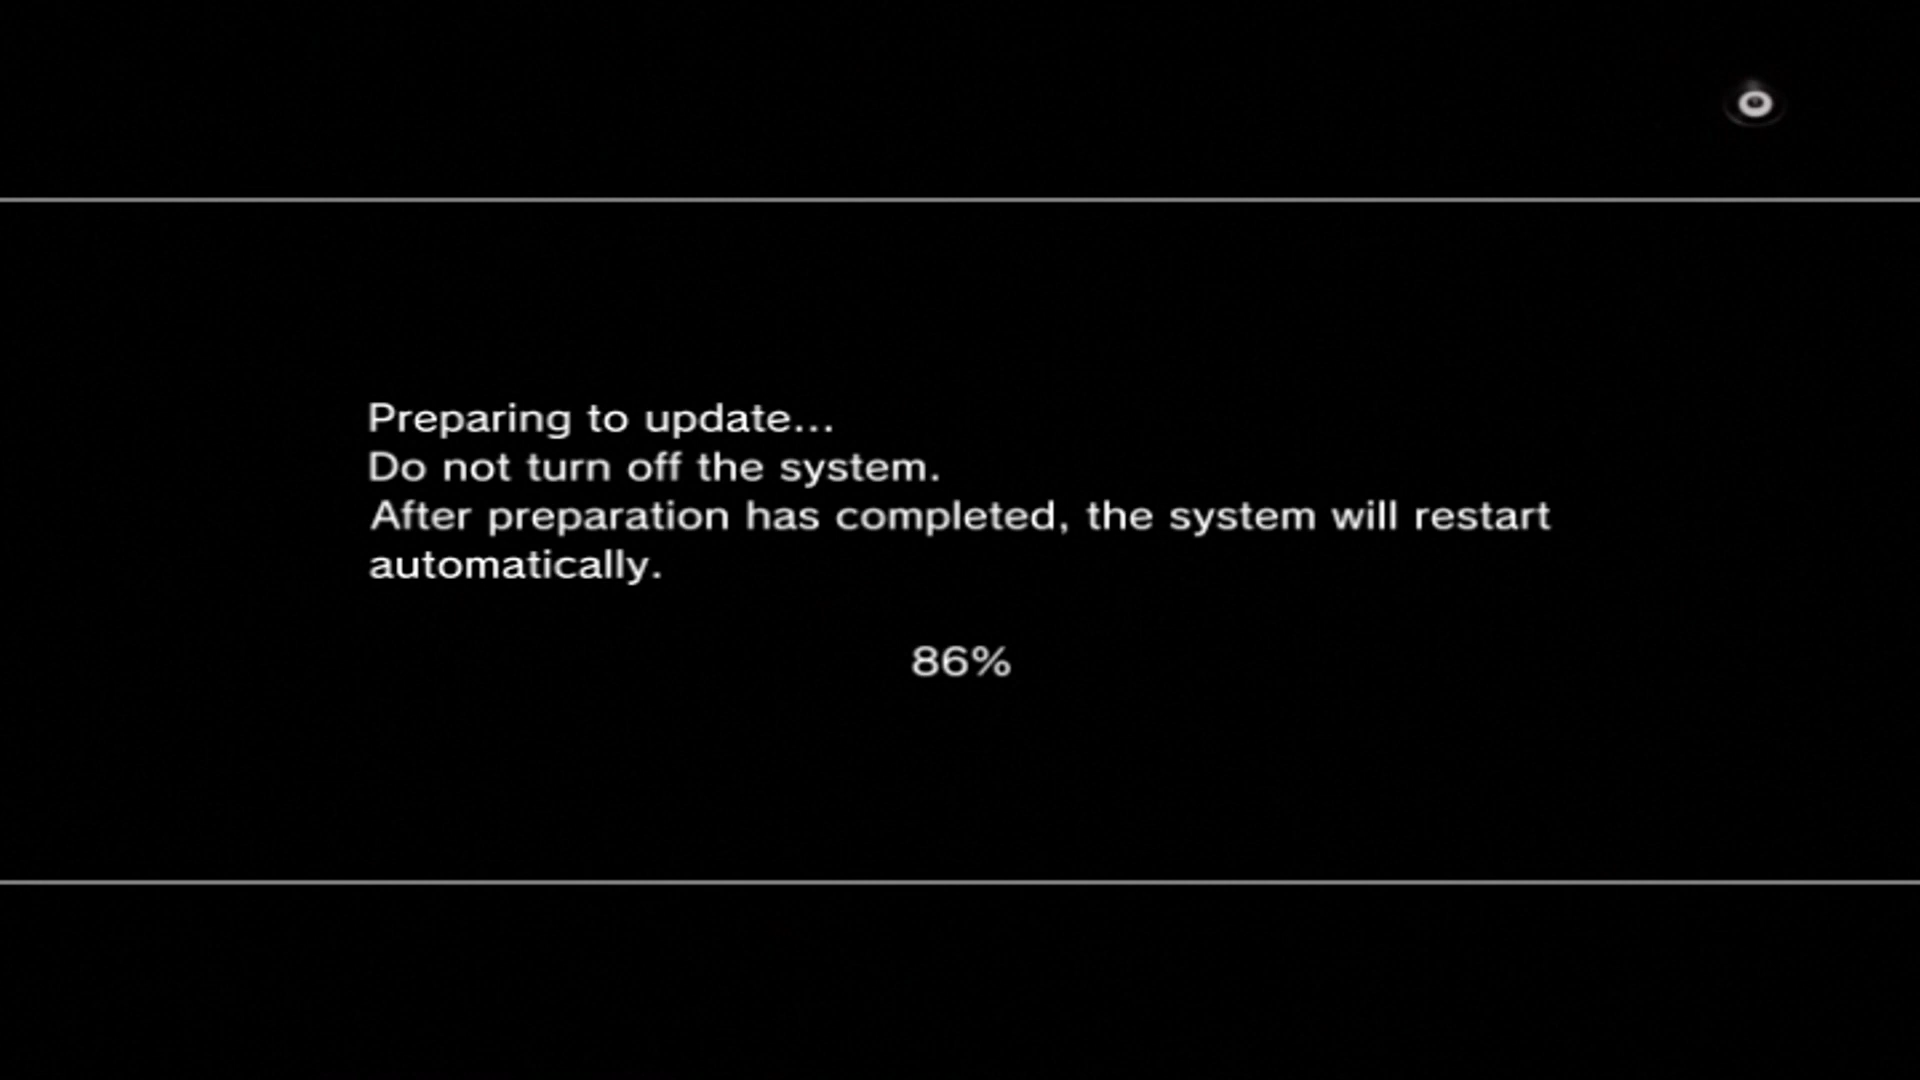 Preparing to update...
Do not turn off the system.
After preparation has completed, the system will restart
automatically.
86%